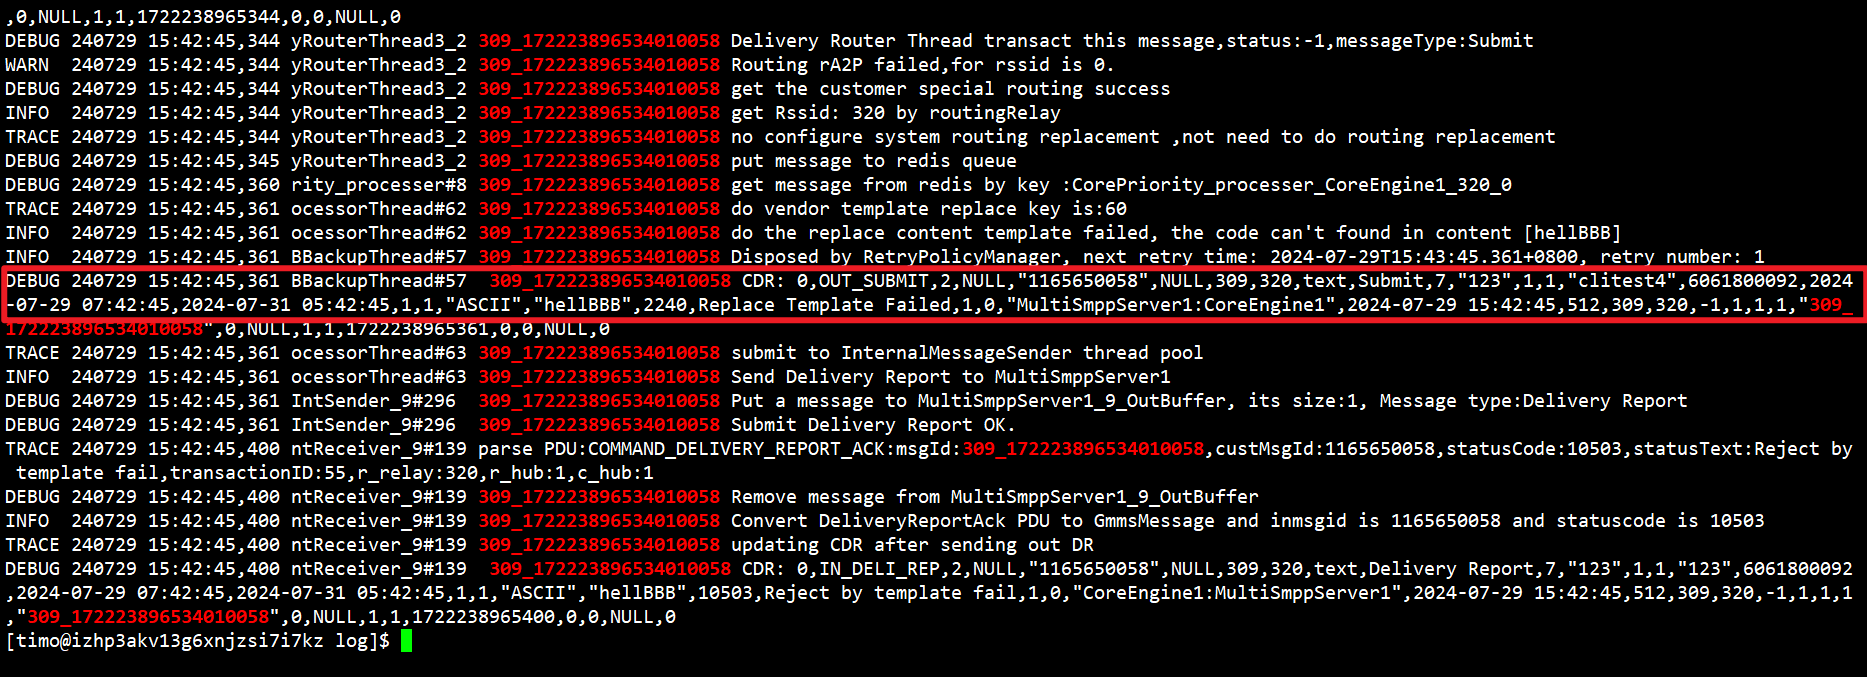 ,0,NULL,1,1,1722238965344,0,0,NULL,0
DEBUG 240729 15:42:45,344 yRouterThread3_2 309_172223896534010058 Delivery Router Thread transact this message,status:-1,messageType:Submit
WARN  240729 15:42:45,344 yRouterThread3_2 309_172223896534010058 Routing rA2P failed,for rssid is 0.
DEBUG 240729 15:42:45,344 yRouterThread3_2 309_172223896534010058 get the customer special routing success
INFO  240729 15:42:45,344 yRouterThread3_2 309_172223896534010058 get Rssid: 320 by routingRelay
TRACE 240729 15:42:45,344 yRouterThread3_2 309_172223896534010058 no configure system routing replacement ,not need to do routing replacement
DEBUG 240729 15:42:45,345 yRouterThread3_2 309_172223896534010058 put message to redis queue
DEBUG 240729 15:42:45,360 rity_processer#8 309_172223896534010058 get message from redis by key :CorePriority_processer_CoreEngine1_320_0
TRACE 240729 15:42:45,361 ocessorThread#62 309_172223896534010058 do vendor template replace key is:60
INFO  240729 15:42:45,361 ocessorThread#62 309_172223896534010058 do the replace content template failed, the code can't found in content [hellBBB]
INFO  240729 15:42:45,361 BBackupThread#57 309_172223896534010058 Disposed by RetryPolicyManager, next retry time: 2024-07-29T15:43:45.361+0800, retry number: 1
DEBUG 240729 15:42:45,361 BBackupThread#57  309_172223896534010058 CDR: 0,OUT_SUBMIT,2,NULL,"1165650058",NULL,309,320,text,Submit,7,"123",1,1,"clitest4",6061800092,2024
-07-29 07:42:45,2024-07-31 05:42:45,1,1,"ASCII","hellBBB",2240,Replace Template Failed,1,0,"MultiSmppServer1:CoreEngine1",2024-07-29 15:42:45,512,309,320,-1,1,1,1,"309_
172223896534010058",0,NULL,1,1,1722238965361,0,0,NULL,0
TRACE 240729 15:42:45,361 ocessorThread#63 309_172223896534010058 submit to InternalMessageSender thread pool
INFO  240729 15:42:45,361 ocessorThread#63 309_172223896534010058 Send Delivery Report to MultiSmppServer1
DEBUG 240729 15:42:45,361 IntSender_9#296  309_172223896534010058 Put a message to MultiSmppServer1_9_OutBuffer, its size:1, Message type:Delivery Report
DEBUG 240729 15:42:45,361 IntSender_9#296  309_172223896534010058 Submit Delivery Report OK.
TRACE 240729 15:42:45,400 ntReceiver_9#139 parse PDU:COMMAND_DELIVERY_REPORT_ACK:msgId:309_172223896534010058,custMsgId:1165650058,statusCode:10503,statusText:Reject by
 template fail,transactionID:55,r_relay:320,r_hub:1,c_hub:1
DEBUG 240729 15:42:45,400 ntReceiver_9#139 309_172223896534010058 Remove message from MultiSmppServer1_9_OutBuffer
INFO  240729 15:42:45,400 ntReceiver_9#139 309_172223896534010058 Convert DeliveryReportAck PDU to GmmsMessage and inmsgid is 1165650058 and statuscode is 10503
TRACE 240729 15:42:45,400 ntReceiver_9#139 309_172223896534010058 updating CDR after sending out DR
DEBUG 240729 15:42:45,400 ntReceiver_9#139  309_172223896534010058 CDR: 0,IN_DELI_REP,2,NULL,"1165650058",NULL,309,320,text,Delivery Report,7,"123",1,1,"123",6061800092
,2024-07-29 07:42:45,2024-07-31 05:42:45,1,1,"ASCII","hellBBB",10503,Reject by template fail,1,0,"CoreEngine1:MultiSmppServer1",2024-07-29 15:42:45,512,309,320,-1,1,1,1
,"309_172223896534010058",0,NULL,1,1,1722238965400,0,0,NULL,0
[timo@izhp3akv13g6xnjzsi7i7kz log]$